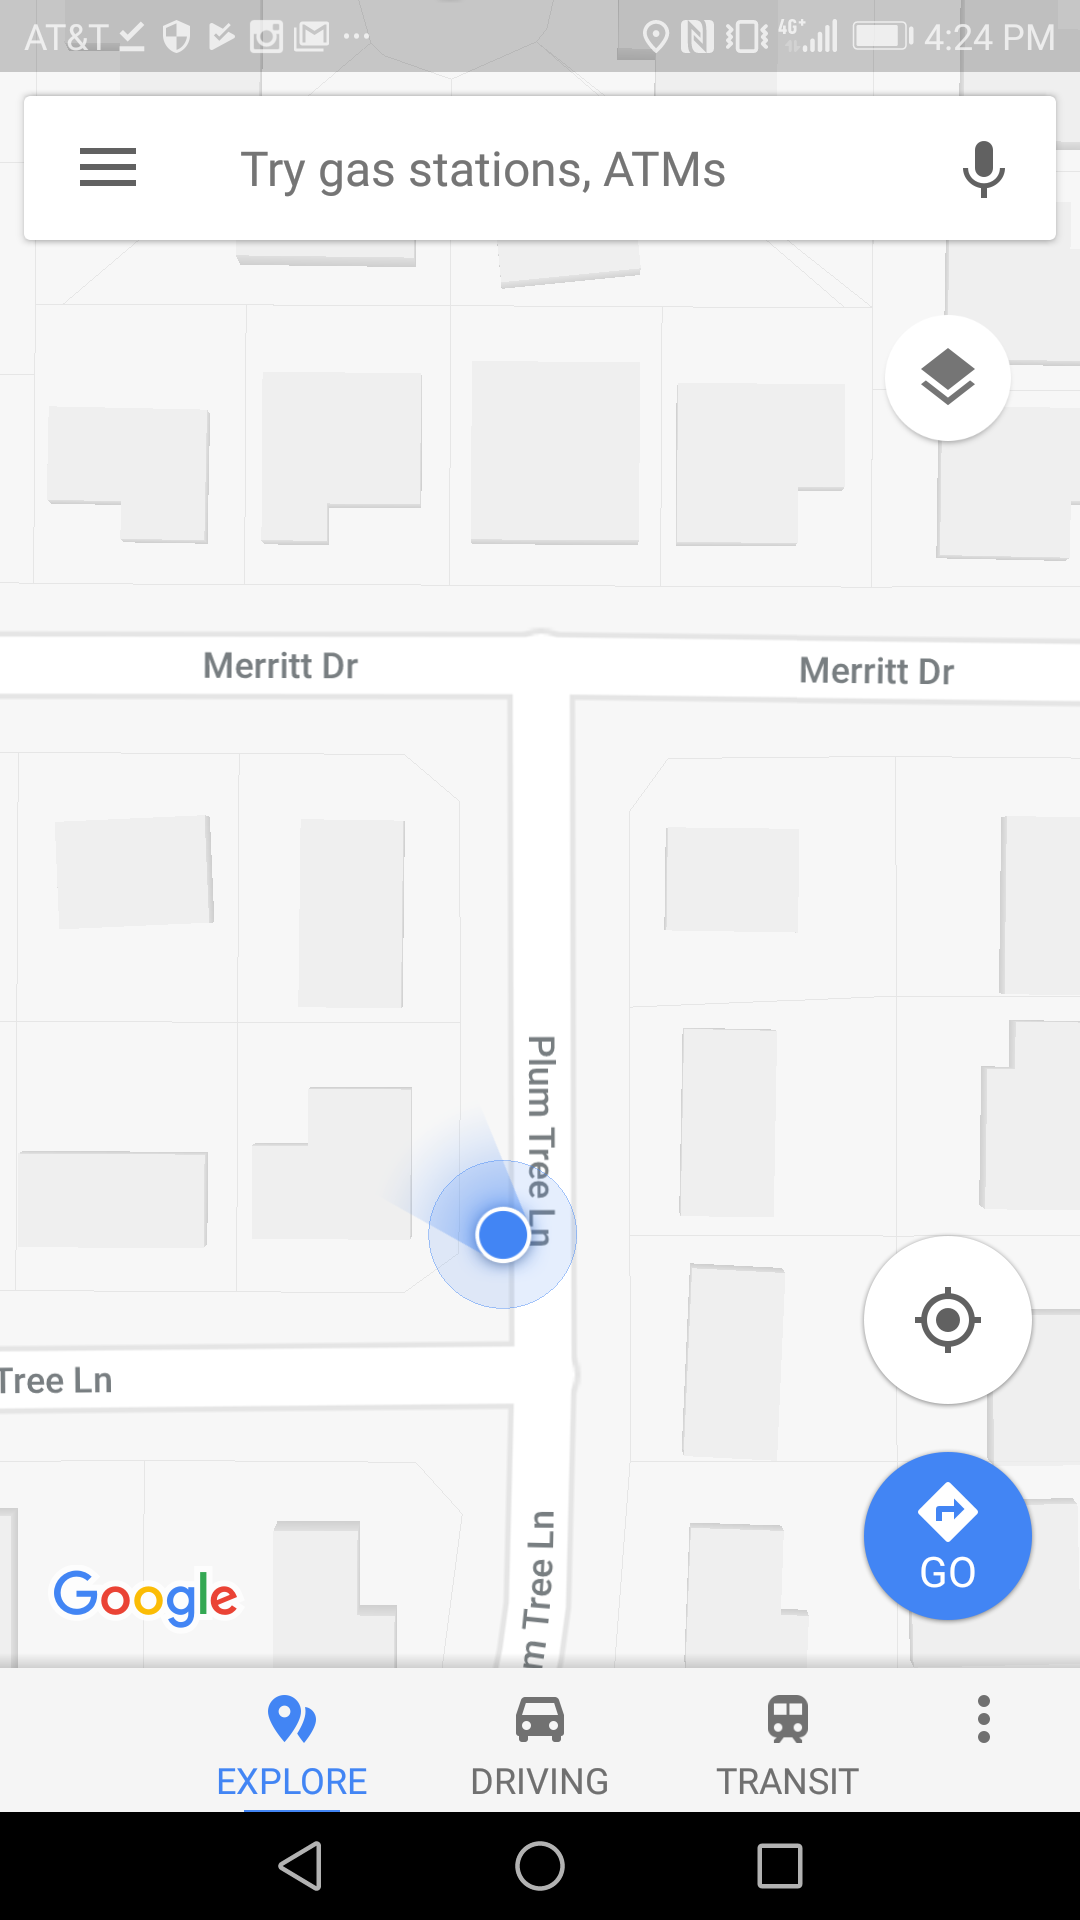 AT&T 4G+ 4:24 PM
Try gas stations, ATMs
Merritt Dr
Merritt Dr
Plum Tree Ln
Tree Ln
m Tree Ln
GO
Google
EXPLORE DRIVING TRANSIT